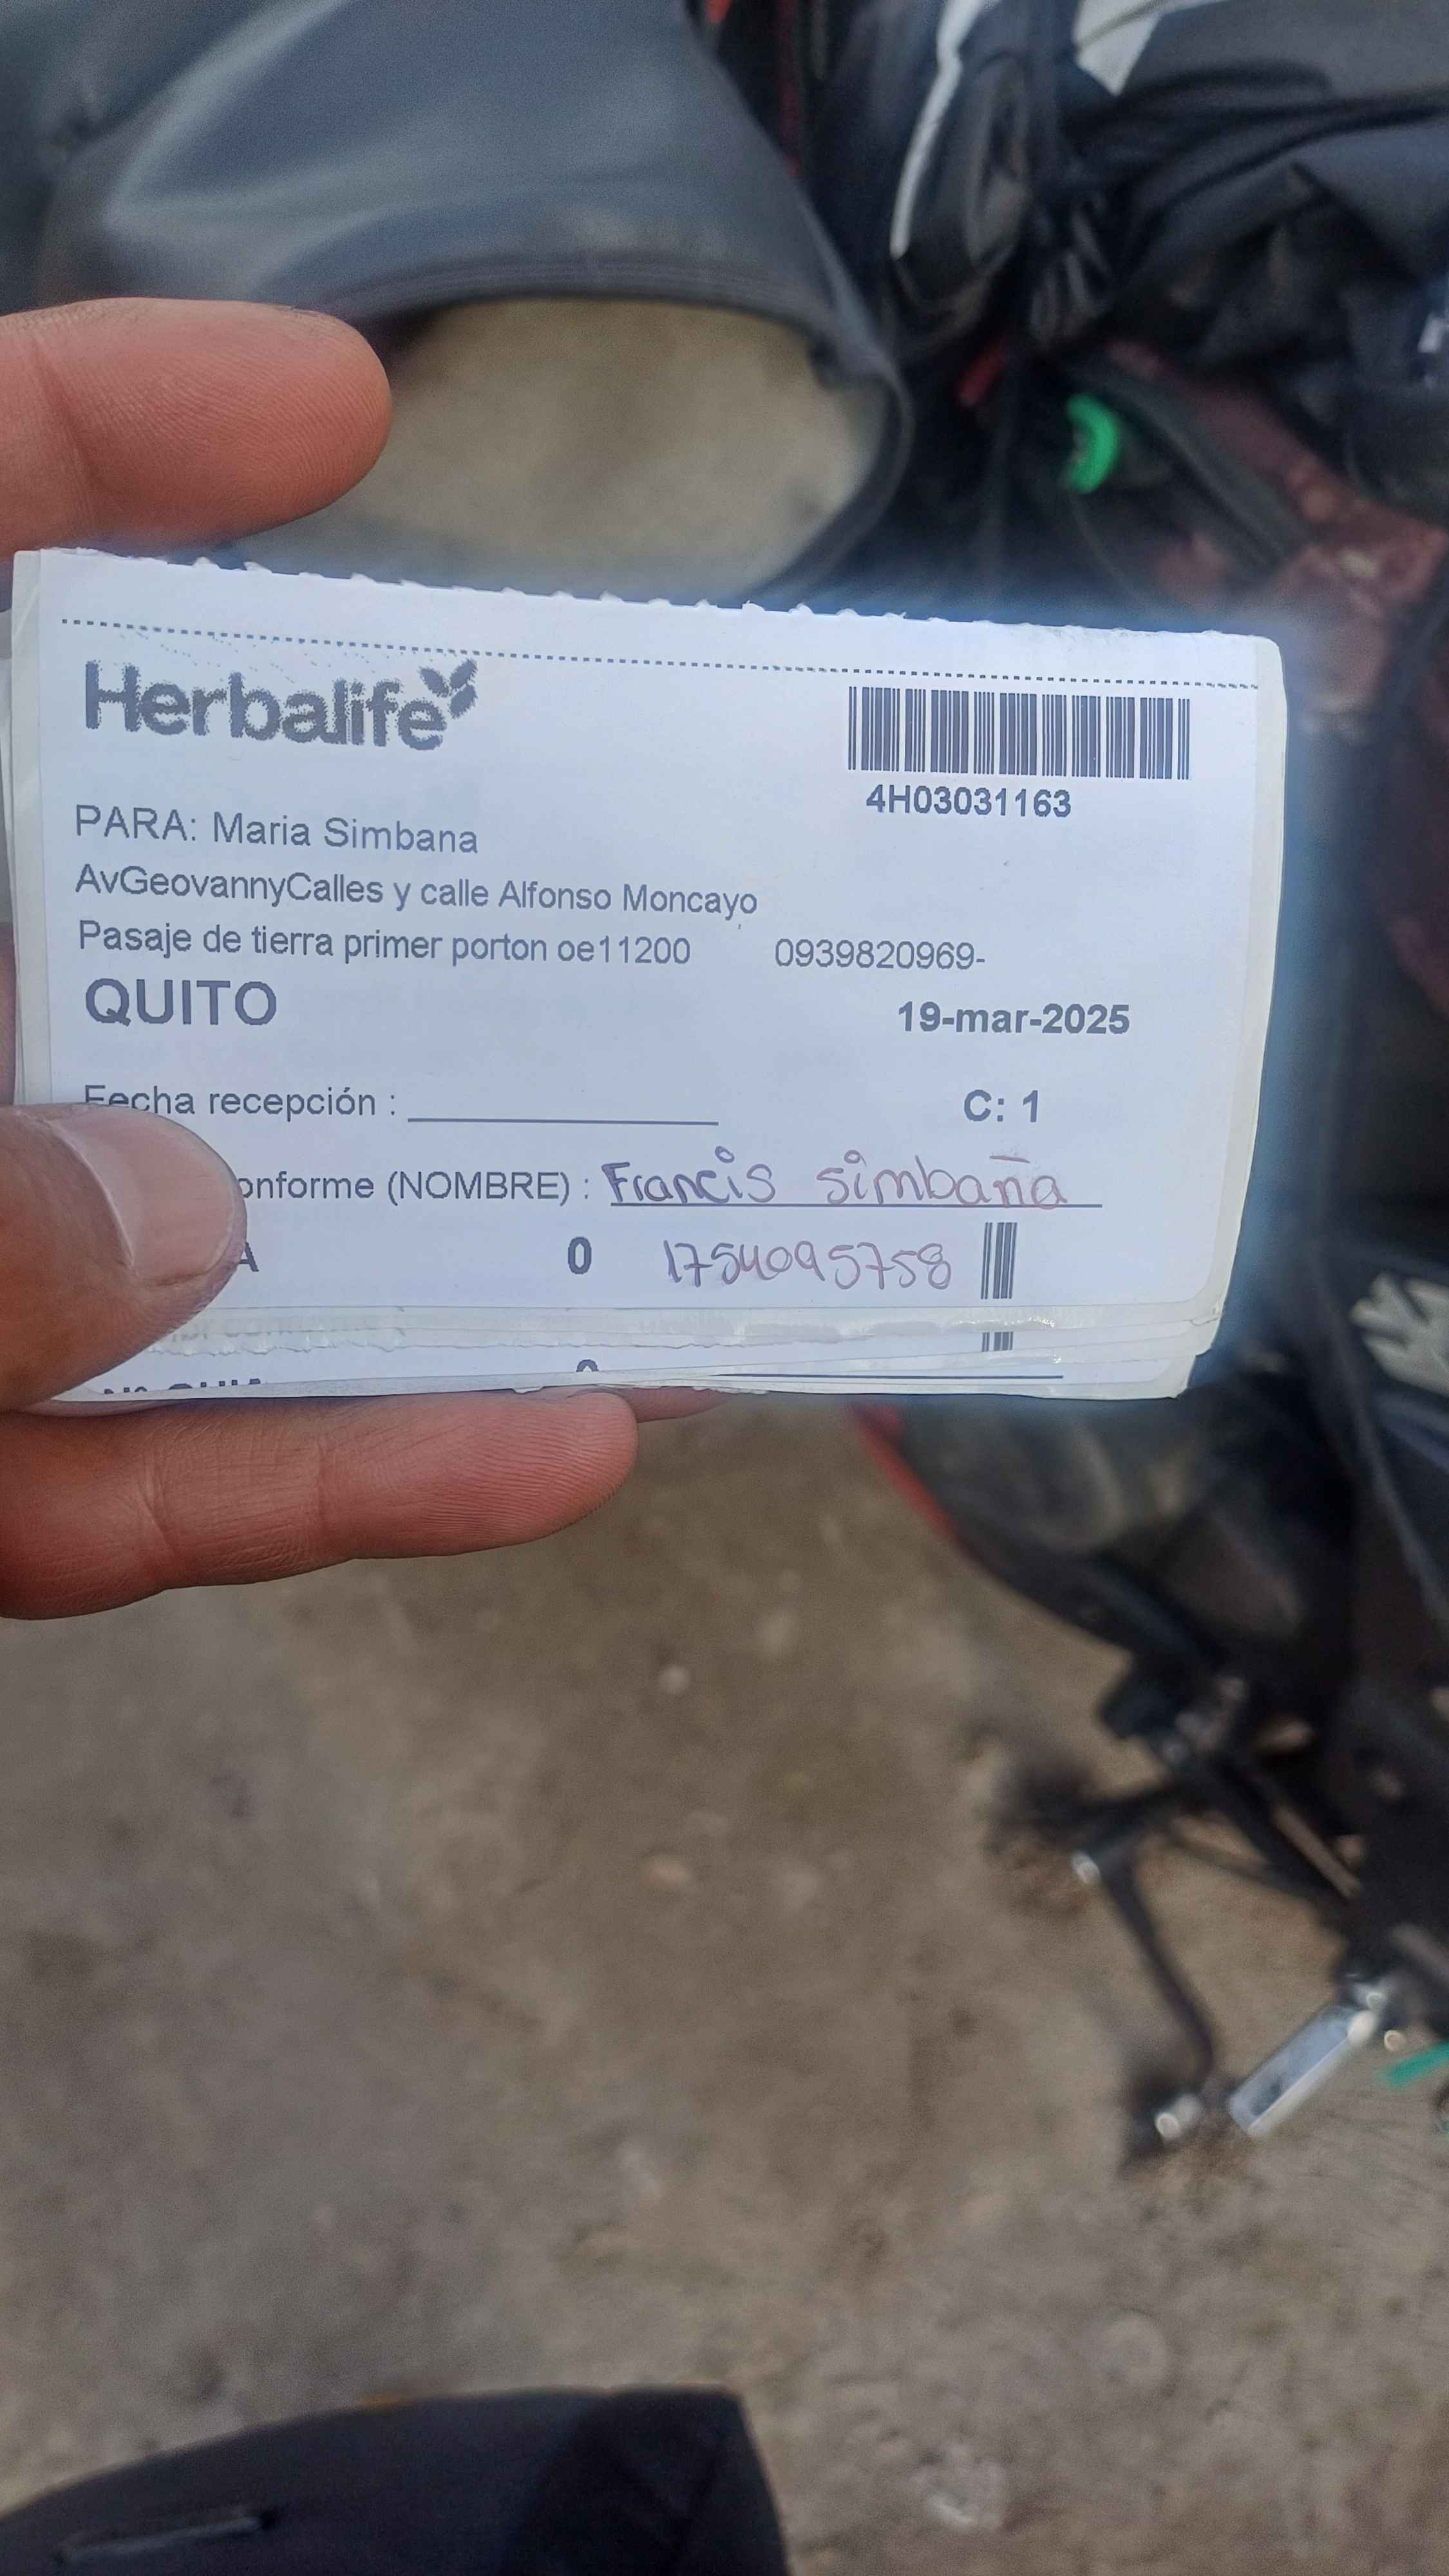 Herbalife
4H03031163
PARA: Maria Simbana
AvGeovannyCalles y calle Alfonso Moncayo
Pasaje de tierra primer porton oe11200 0939820969-
QUITO 19-mar-2025
Fecha recepción : C: 1
onforme (NOMBRE) : Francis simbaña
A 0 1754095758